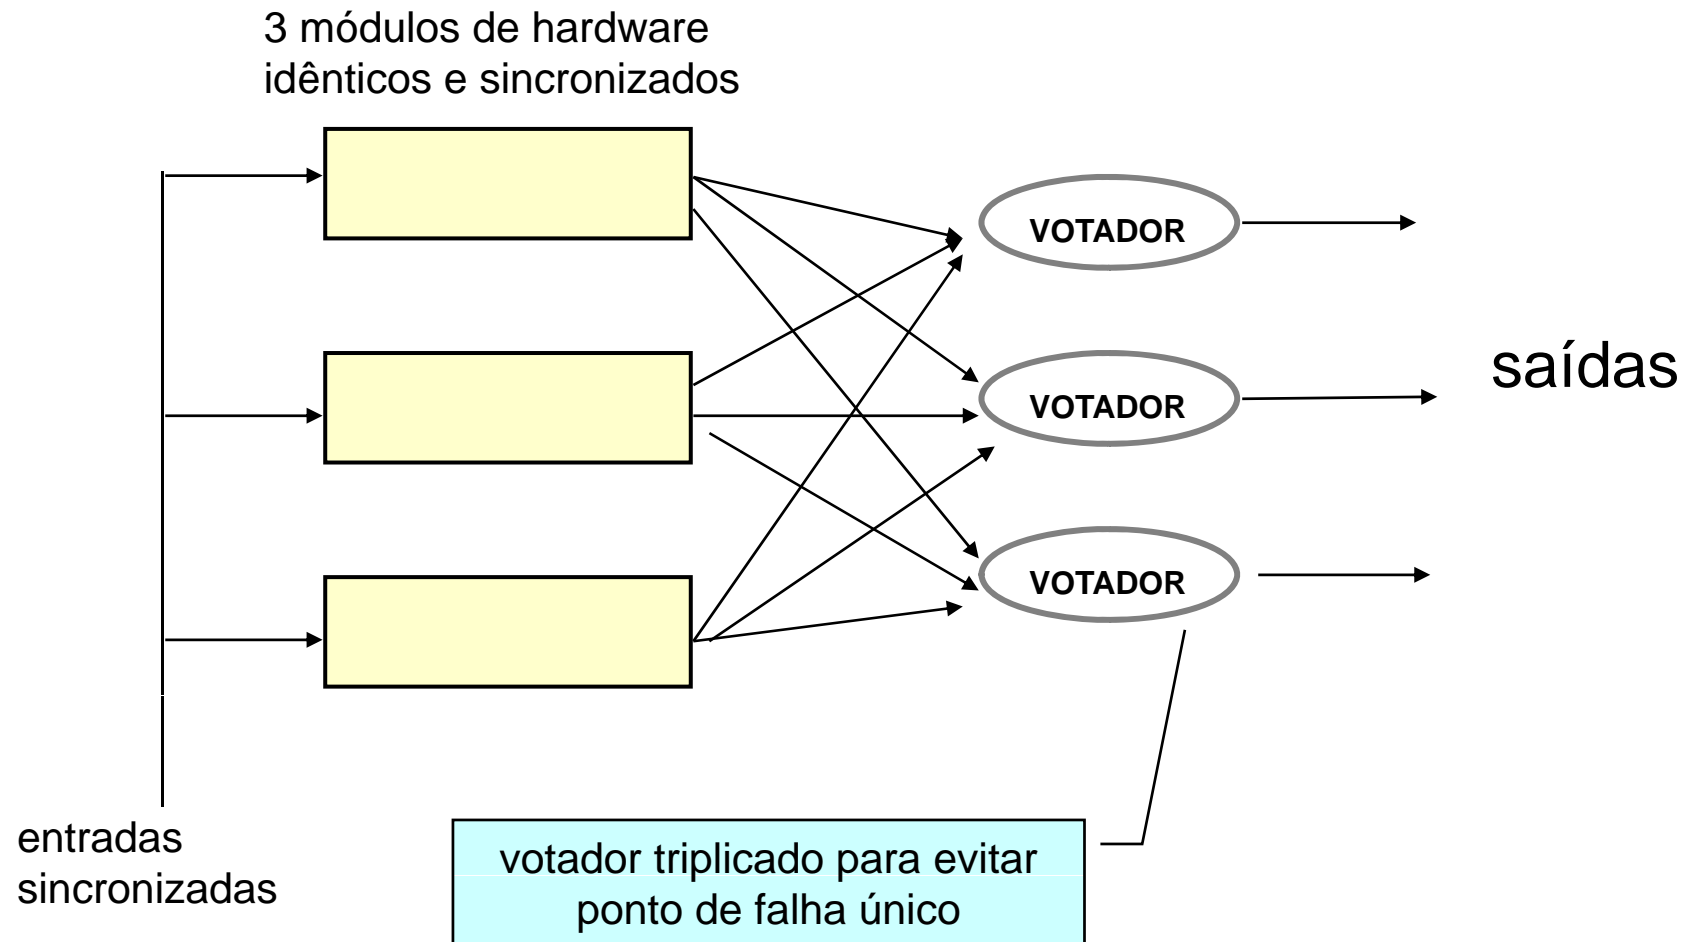 3 módulos de hardware
idênticos e sincronizados
VOTADOR
VOTADOR
saídas
VOTADOR
entradas
sincronizadas
votador triplicado para evitar
ponto de falha único